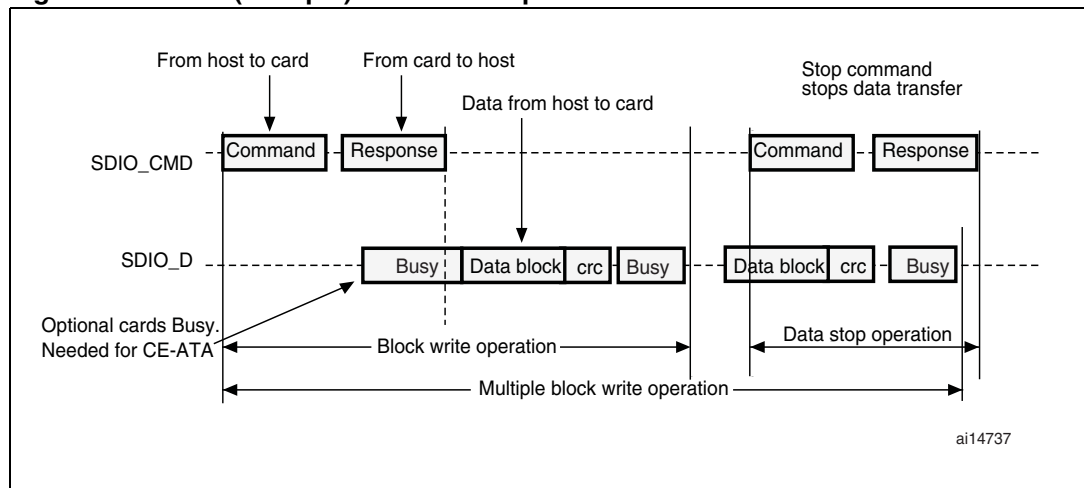 From host to card
From card to host
Data from host to card
Stop command
stops data transfer
SDIO_CMD
Command
Response
Command
Response
SDIO_D
Busy
Data block
crc
Busy
Data block
crc
Busy
Optional cards Busy.
Needed for CE-ATA
Block write operation
Data stop operation
Multiple block write operation
ai14737